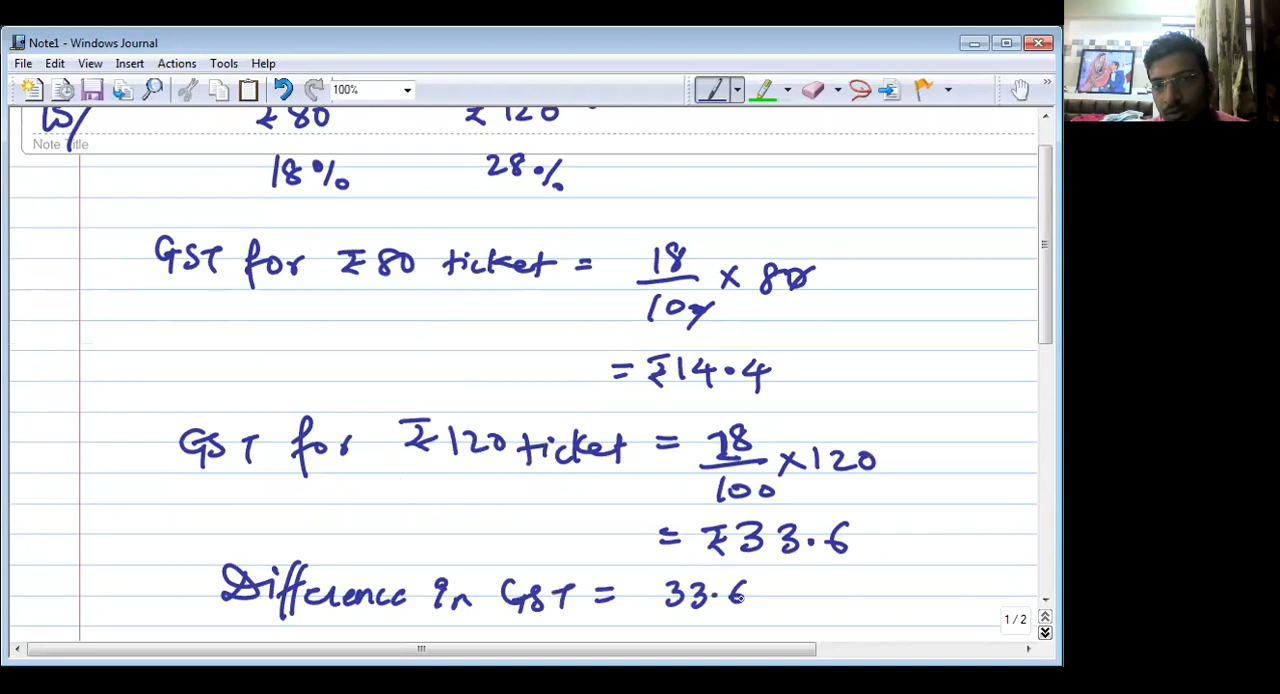 Note1 - Windows Journal
File Edit View Insert Actions Tools Help
100%
₹80 ₹120
Note Title
18% 28%
GST for ₹80 ticket = 18/100 × 80
= ₹14.4
GST for ₹120 ticket = 28/100 × 120
= ₹33.6
Difference in GST = 33.6
1 / 2